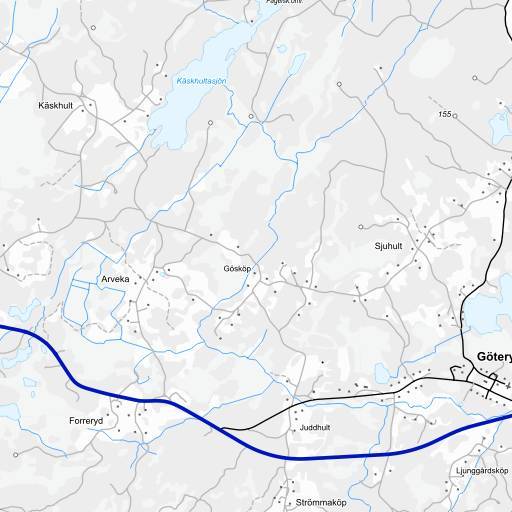 Käskhultasjön
Käskhult
155
Sjuhult
Gösköp
Arveka
Götery
Forreryd
Juddhult
Ljunggårdsköp
Strömmaköp